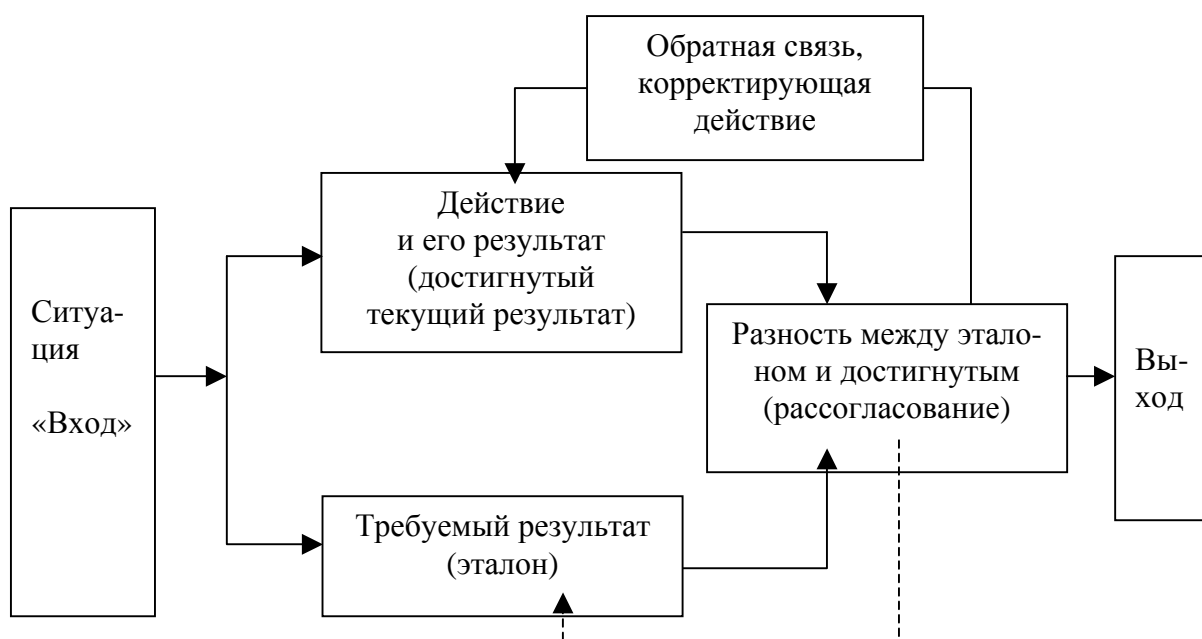 Обратная связь,
корректирующая
действие
Действие
и его результат
(достигнутый
текущий результат)
Ситуа-
ция
«Вход»
Разность между этало-
ном и достигнутым
(рассогласование)
Вы-
ход
Требуемый результат
(эталон)